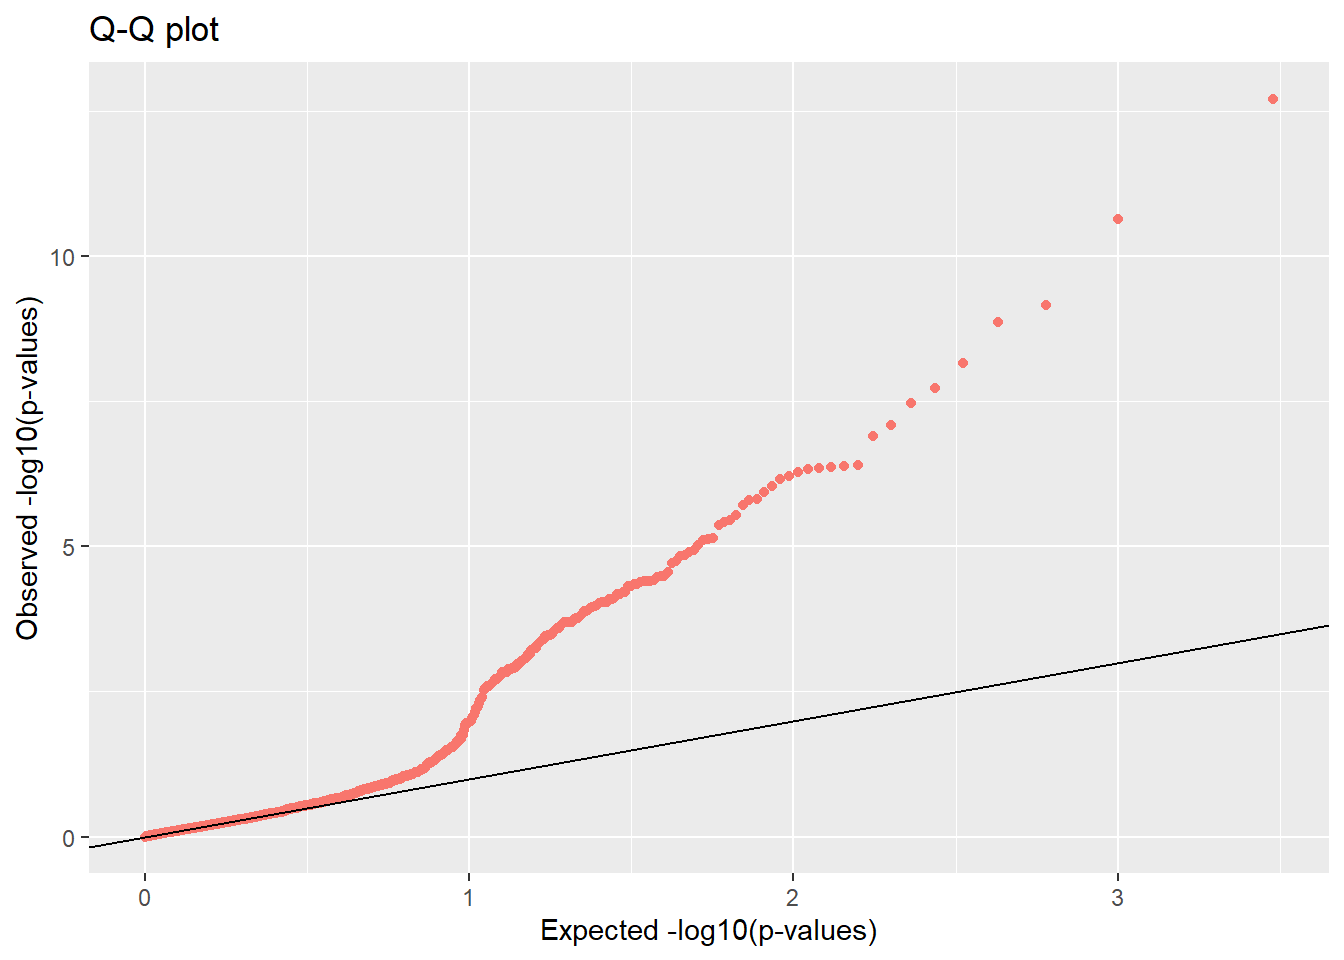 Q-Q plot
Observed -log10(p-values)
10
5
0
0 1 2 3
Expected -log10(p-values)